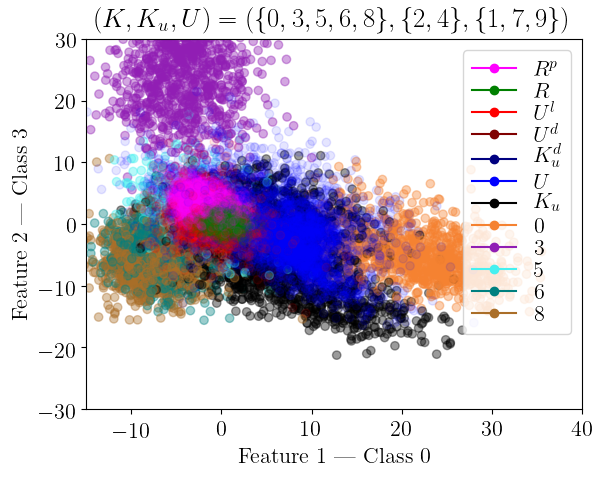 (K, K_u, U) = ({0, 3, 5, 6, 8}, {2, 4}, {1, 7, 9})
30
20
10
0
−10
−20
−30
Feature 2 — Class 3
R^p
R
U^l
U^d
K_u^d
U
K_u
0
3
5
6
8
−10
0
10
20
30
40
Feature 1 — Class 0